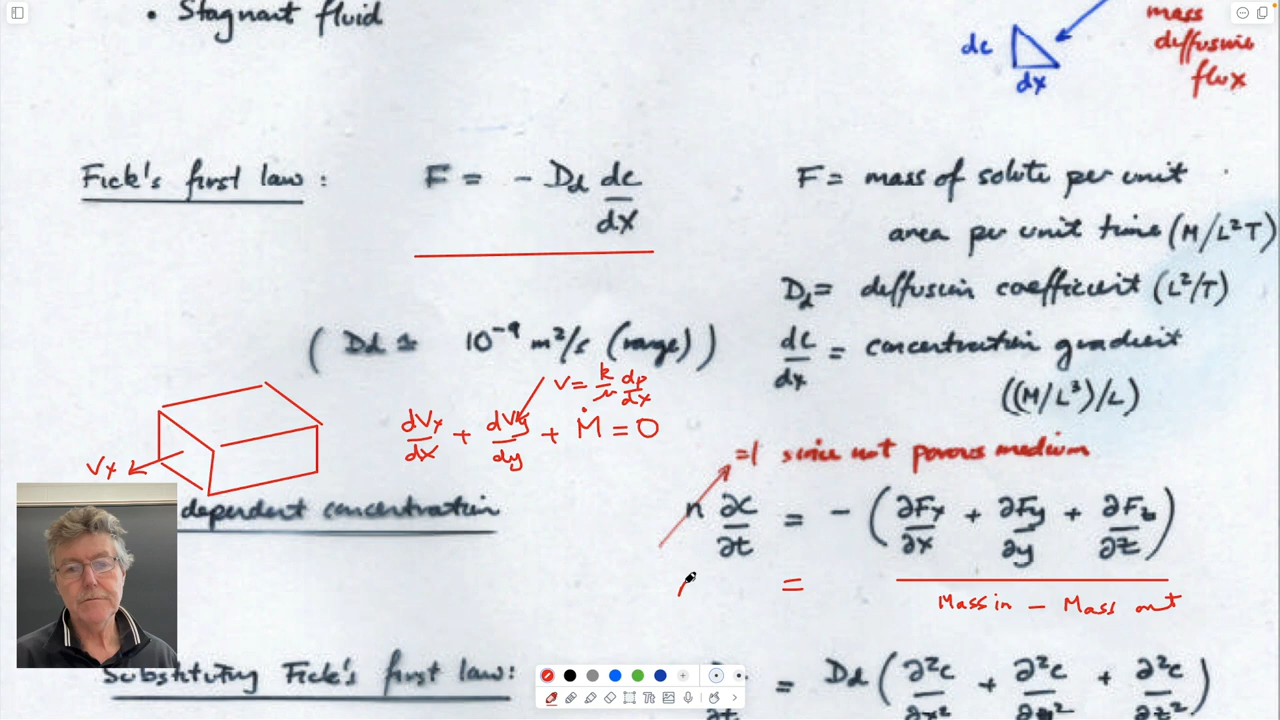 • Stagnant fluid
mass
diffusive
flux
dc
dx
Fick's first law :
F = - Dd dc/dx
F = mass of solute per unit
area per unit time (M/L²T)
Dd = diffusion coefficient (L²/T)
dc/dx = concentration gradient
((M/L³)/L)
( Dd ≃ 10⁻⁹ m²/s (range) )
v = k/μ dp/dx
dVx/dx + dVy/dy + Ṁ = 0
Vx
=1 since not porous medium
dependent concentration
n ∂c/∂t = - ( ∂Fx/∂x + ∂Fy/∂y + ∂Fz/∂z )
=
Mass in - Mass out
Substituting Fick's first law:
= Dd ( ∂²c/∂x² + ∂²c/∂y² + ∂²c/∂z² )